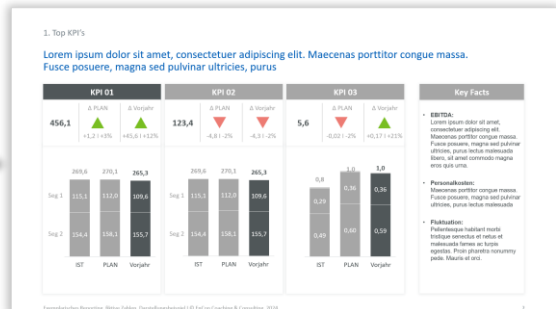 1. Top KPI's
Lorem ipsum dolor sit amet, consectetuer adipiscing elit. Maecenas porttitor congue massa.
Fusce posuere, magna sed pulvinar ultricies, purus
KPI 01
456,1
Δ PLAN
+1,2 I +3%
Δ Vorjahr
+45,6 I +12%
269,6 270,1 265,3
Seg 1 115,1 112,0 109,6
Seg 2 154,4 158,1 155,7
IST PLAN Vorjahr
KPI 02
123,4
Δ PLAN
-4,8 I -2%
Δ Vorjahr
-4,3 I -2%
269,6 270,1 265,3
Seg 1 115,1 112,0 109,6
Seg 2 154,4 158,1 155,7
IST PLAN Vorjahr
KPI 03
5,6
Δ PLAN
-0,02 I -2%
Δ Vorjahr
+0,17 I +21%
0,8 1,0 1,0
0,29 0,36 0,36
0,49 0,60 0,59
IST PLAN Vorjahr
Key Facts
• EBITDA:
Lorem ipsum dolor sit amet,
consectetuer adipiscing elit.
Maecenas porttitor congue massa.
Fusce posuere, magna sed pulvinar
ultricies, purus lectus malesuada
libero, sit amet commodo magna
eros quis urna.
• Personalkosten:
Maecenas porttitor congue massa.
Fusce posuere, magna sed pulvinar
ultricies, purus lectus malesuada
• Fluktuation:
Pellentesque habitant morbi
tristique senectus et netus et
malesuada fames ac turpis
egestas. Proin pharetra nonummy
pede. Mauris et orci.